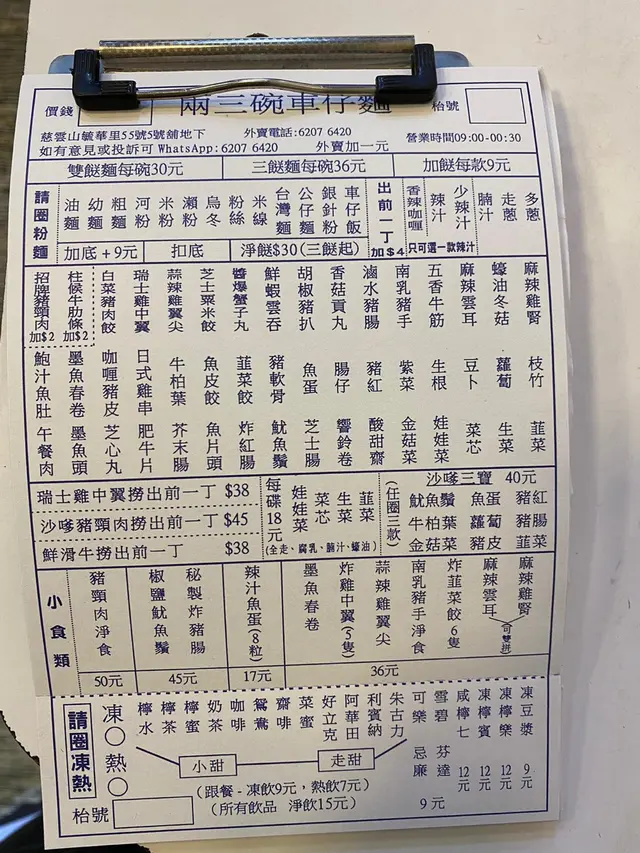 價錢
兩三碗車仔麵
枱號
慈雲山毓華里55號5號舖地下
外賣電話:6207 6420
營業時間09:00-00:30
如有意見或投訴可 WhatsApp:6207 6420
外賣加一元
雙餸麵每碗30元
三餸麵每碗36元
加餸每款9元
請圈粉麵
油麵
幼麵
粗麵
河粉
米粉
瀨粉
烏冬
粉絲
米線
台灣麵
公仔麵
銀針粉
車仔飯
出前一丁加$4
香辣咖喱
辣汁
少辣汁
腩汁
走蔥
多蔥
只可選一款辣汁
加底+9元
扣底
淨餸$30(三餸起)
招牌豬頸肉加$2
柱候牛肋條加$2
白菜豬肉餃
瑞士雞中翼
蒜辣雞翼尖
芝士粟米餅
醬爆蟹子丸
鮮蝦雲吞
胡椒豬扒
香菇貢丸
滷水豬腸
南乳豬手
五香牛筋
麻辣雲耳
蠔油冬菇
麻辣雞腎
鮑汁魚肚
墨魚春卷
咖喱豬皮
日式雞串
牛柏葉
魚皮餃
韮菜餃
豬軟骨
魚蛋
腸仔
豬紅
紫菜
生根
豆卜
蘿蔔
枝竹
午餐肉
墨魚頭
芝心丸
肥牛片
芥末腸
魚片頭
炸紅腸
魷魚鬚
芝士腸
響鈴卷
酸甜齋
金菇菜
娃娃菜
菜芯
生菜
韮菜
瑞士雞中翼撈出前一丁 $38
沙嗲豬頸肉撈出前一丁 $45
鮮滑牛撈出前一丁 $38
每碟18元
娃娃菜
菜芯
生菜
韮菜
(全走、腐乳、腩汁、蠔油)
(任圈三款)
沙嗲三寶 40元
魷魚鬚 魚蛋 豬紅
牛柏葉 蘿蔔 豬腸
金菇菜 豬皮 韮菜
小食類
豬頸肉淨食
椒鹽魷魚鬚
秘製炸豬腸
辣汁魚蛋(8粒)
墨魚春卷
炸雞中翼(5隻)
蒜辣雞翼尖
南乳豬手淨食
炸韮菜餃6隻
麻辣雲耳
麻辣雞腎
(可雙拼)
50元
45元
17元
36元
請圈凍熱
凍○
熱○
檸水
檸茶
檸蜜
奶茶
咖啡
鴛鴦
齋啡
菜蜜
好立克
阿華田
利賓納
朱古力
可樂
雪碧
咸檸七 12元
凍檸賓 12元
凍檸樂 12元
凍豆漿 9元
忌廉
芬達
9元
小甜
走甜
(跟餐 - 凍飲9元,熱飲7元)
(所有飲品 淨飲15元)
枱號